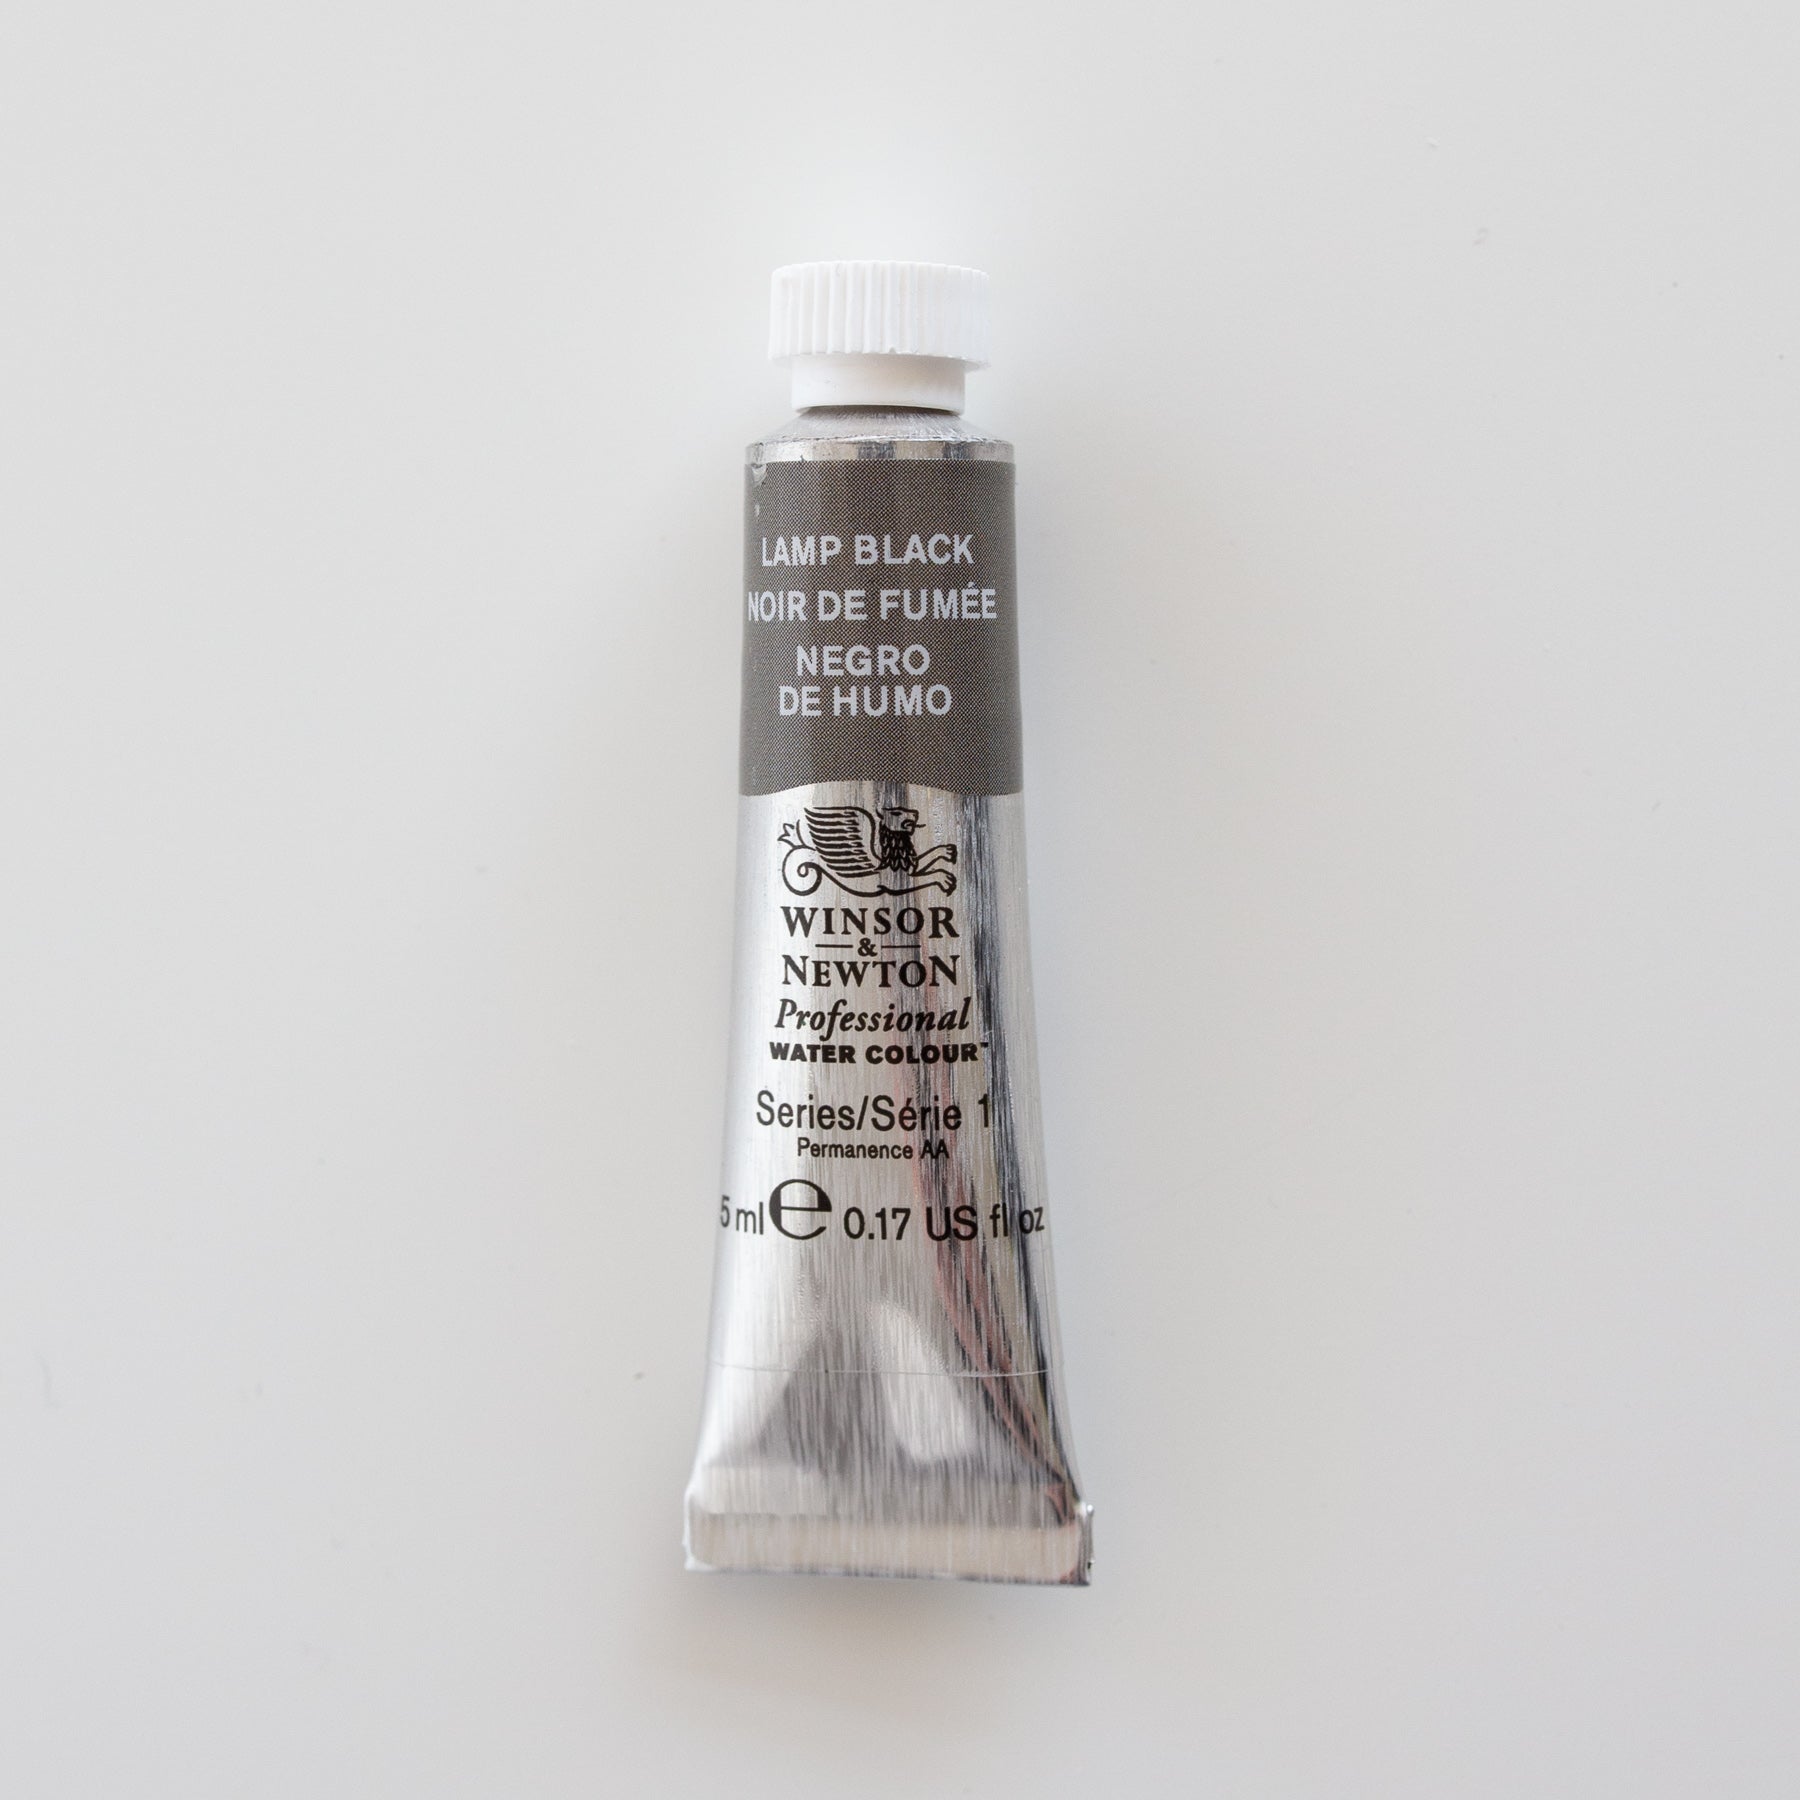 LAMP BLACK
NOIR DE FUMÉE
NEGRO
DE HUMO
WINSOR
&
NEWTON
Professional
WATER COLOUR™
Series/Série 1
Permanence AA
5 ml ℮ 0.17 US fl oz